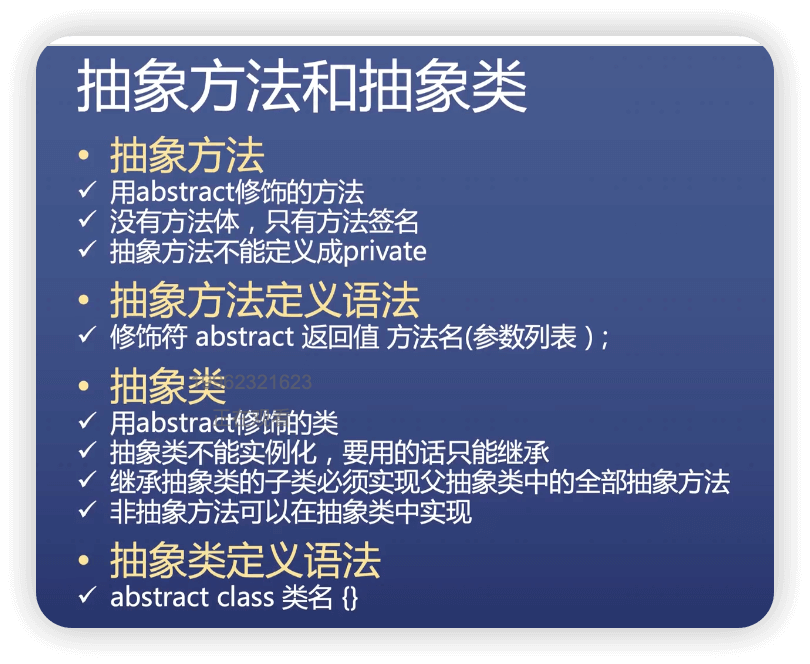 抽象方法和抽象类
• 抽象方法
✓ 用abstract修饰的方法
✓ 没有方法体，只有方法签名
✓ 抽象方法不能定义成private
• 抽象方法定义语法
✓ 修饰符 abstract 返回值 方法名(参数列表）;
• 抽象类
✓ 用abstract修饰的类
✓ 抽象类不能实例化，要用的话只能继承
✓ 继承抽象类的子类必须实现父抽象类中的全部抽象方法
✓ 非抽象方法可以在抽象类中实现
• 抽象类定义语法
✓ abstract class 类名 {}